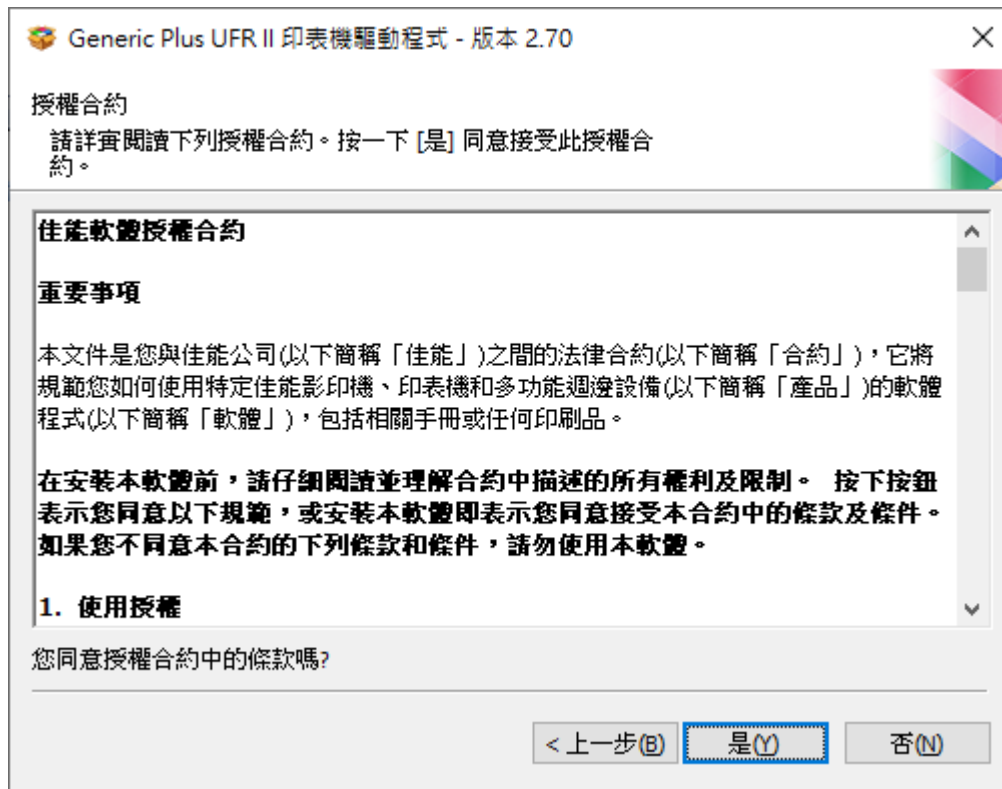 Generic Plus UFR II 印表機驅動程式 - 版本 2.70
授權合約
請詳實閱讀下列授權合約。按一下 [是] 同意接受此授權合
約。
佳能軟體授權合約
重要事項
本文件是您與佳能公司(以下簡稱「佳能」)之間的法律合約(以下簡稱「合約」)，它將
規範您如何使用特定佳能影印機、印表機和多功能週邊設備(以下簡稱「產品」)的軟體
程式(以下簡稱「軟體」)，包括相關手冊或任何印刷品。
在安裝本軟體前，請仔細閱讀並理解合約中描述的所有權利及限制。 按下按鈕
表示您同意以下規範，或安裝本軟體即表示您同意接受本合約中的條款及條件。
如果您不同意本合約的下列條款和條件，請勿使用本軟體。
1. 使用授權
您同意授權合約中的條款嗎?
< 上一步(B)
是(Y)
否(N)